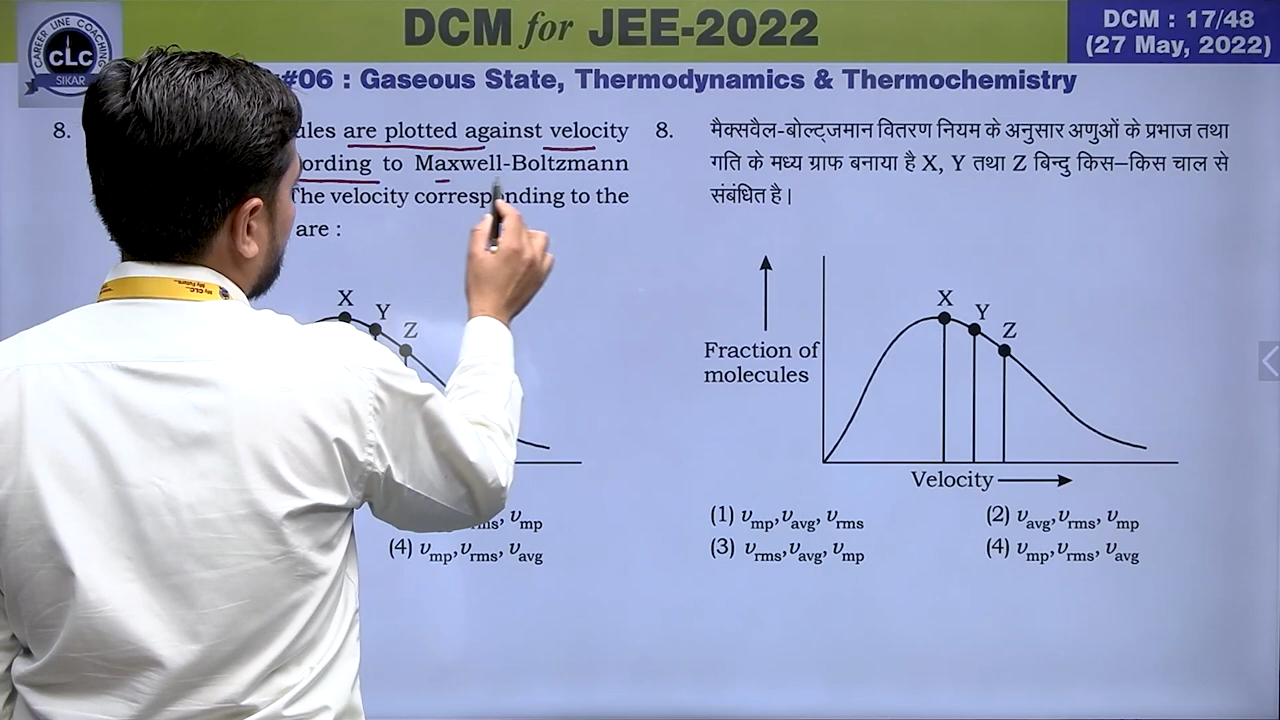 DCM for JEE-2022
DCM : 17/48
(27 May, 2022)
CAREER LINE COACHING
CLC
SIKAR
#06 : Gaseous State, Thermodynamics & Thermochemistry
8.
are plotted against velocity
to Maxwell-Boltzmann
The velocity corresponding to the
are :
X
Y
Z
mp
(4) vmp, vrms, vavg
8. मैक्सवैल-बोल्ट्जमान वितरण नियम के अनुसार अणुओं के प्रभाज तथा
गति के मध्य ग्राफ बनाया है X, Y तथा Z बिन्दु किस–किस चाल से
संबंधित है।
X
Y
Z
Fraction of
molecules
Velocity
(1) vmp, vavg, vrms (2) vavg, vrms, vmp
(3) vrms, vavg, vmp (4) vmp, vrms, vavg